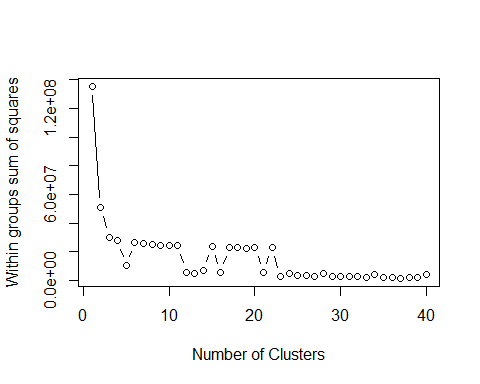 Within groups sum of squares
1.2e+08
6.0e+07
0.0e+00
0 10 20 30 40
Number of Clusters